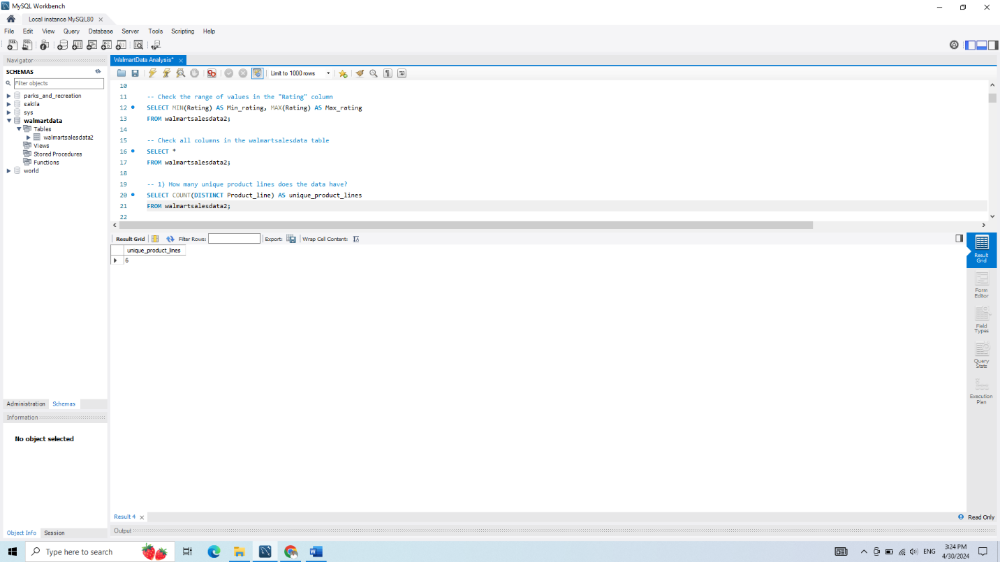 MySQL Workbench
Local instance MySQL80
File Edit View Query Database Server Tools Scripting Help
Navigator
SCHEMAS
Filter objects
parks_and_recreation
sakila
sys
walmartdata
Tables
walmartsalesdata2
Views
Stored Procedures
Functions
world
Administration Schemas
Information
No object selected
Object Info Session
WalmartData Analysis*
Limit to 1000 rows
10
11 -- Check the range of values in the "Rating" column
12 SELECT MIN(Rating) AS Min_rating, MAX(Rating) AS Max_rating
13 FROM walmartsalesdata2;
14
15 -- Check all columns in the walmartsalesdata table
16 SELECT *
17 FROM walmartsalesdata2;
18
19 -- 1) How many unique product lines does the data have?
20 SELECT COUNT(DISTINCT Product_line) AS unique_product_lines
21 FROM walmartsalesdata2;
22
Result Grid Filter Rows: Export: Wrap Cell Content:
unique_product_lines
6
Result
Grid
Form
Editor
Field
Types
Query
Stats
Execution
Plan
Result 4
Read Only
Output
Type here to search
ENG
3:24 PM
4/30/2024